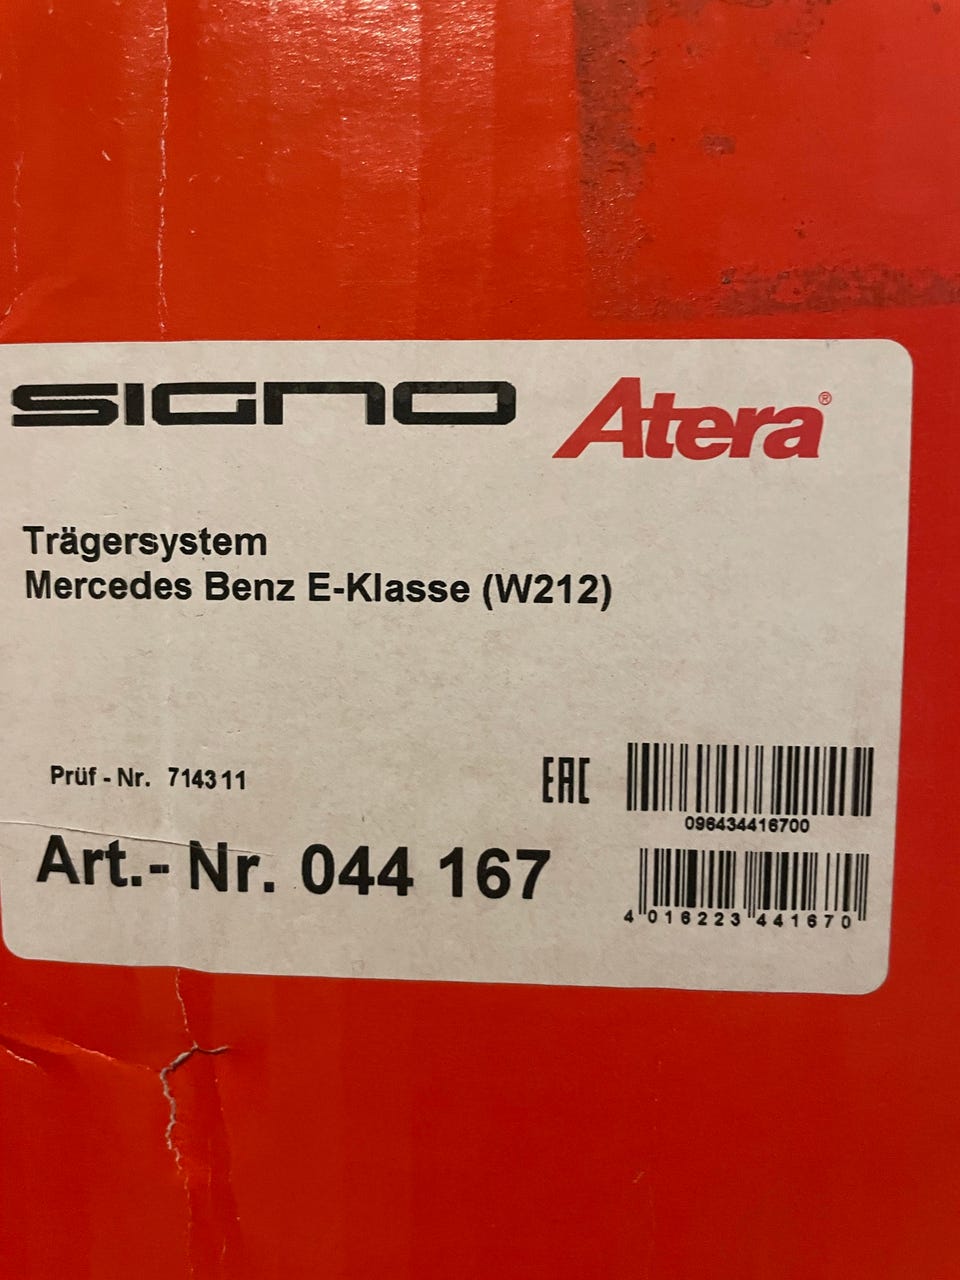 SIGNO Atera®
Trägersystem
Mercedes Benz E-Klasse (W212)
Prüf - Nr. 714311
EAC
096434416700
Art.- Nr. 044 167
4 016223 441670